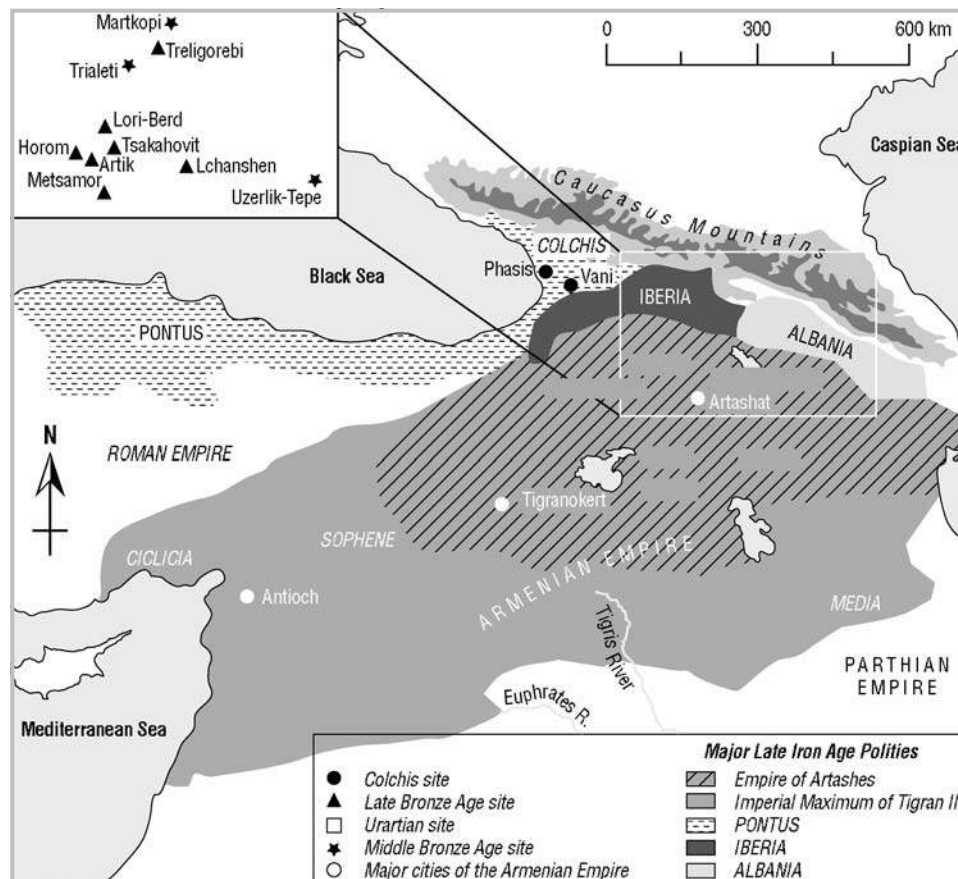 Martkopi
Treligorebi
Trialeti
Lori-Berd
Tsakahovit
Horom
Artik
Lchanshen
Metsamor
Uzerlik-Tepe
0 300 600 km
Caspian Sea
Caucasus Mountains
COLCHIS
Phasis
Vani
Black Sea
IBERIA
PONTUS
ALBANIA
Artashat
N
ROMAN EMPIRE
Tigranokert
SOPHENE
CICLICIA
ARMENIAN EMPIRE
Antioch
MEDIA
Tigris River
PARTHIAN
EMPIRE
Euphrates R.
Mediterranean Sea
Major Late Iron Age Polities
Colchis site
Late Bronze Age site
Urartian site
Middle Bronze Age site
Major cities of the Armenian Empire
Empire of Artashes
Imperial Maximum of Tigran II
PONTUS
IBERIA
ALBANIA